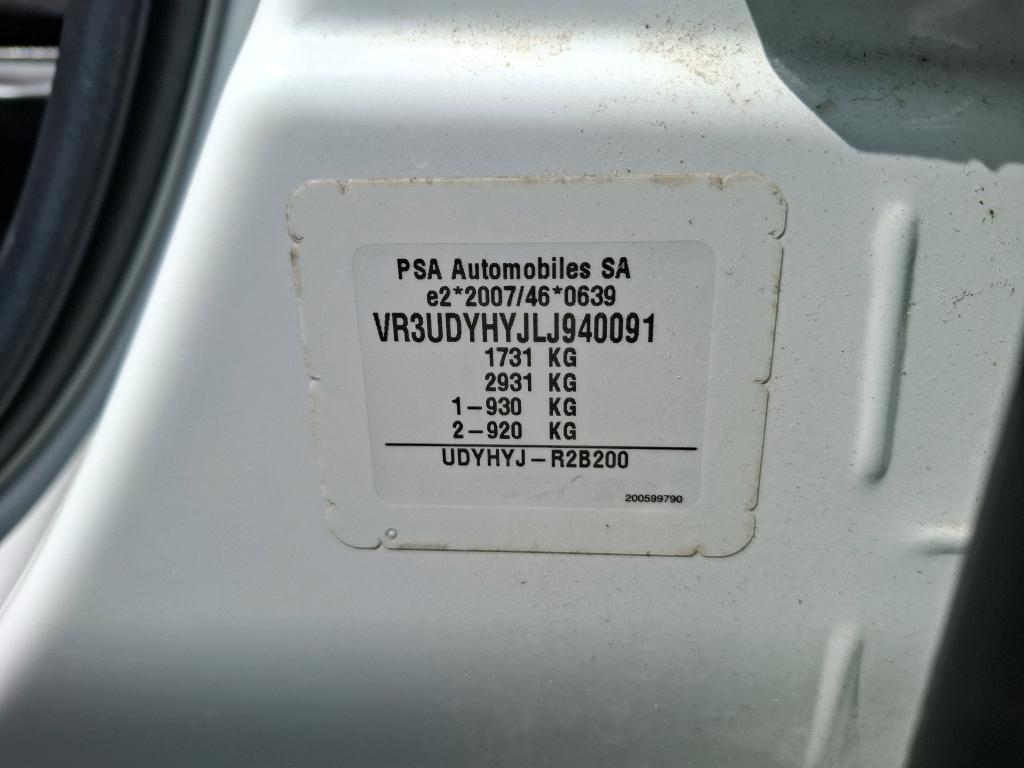 PSA Automobiles SA
e2*2007/46*0639
VR3UDYHYJLJ940091
1731 KG
2931 KG
1-930 KG
2-920 KG
UDYHYJ-R2B200
200599790